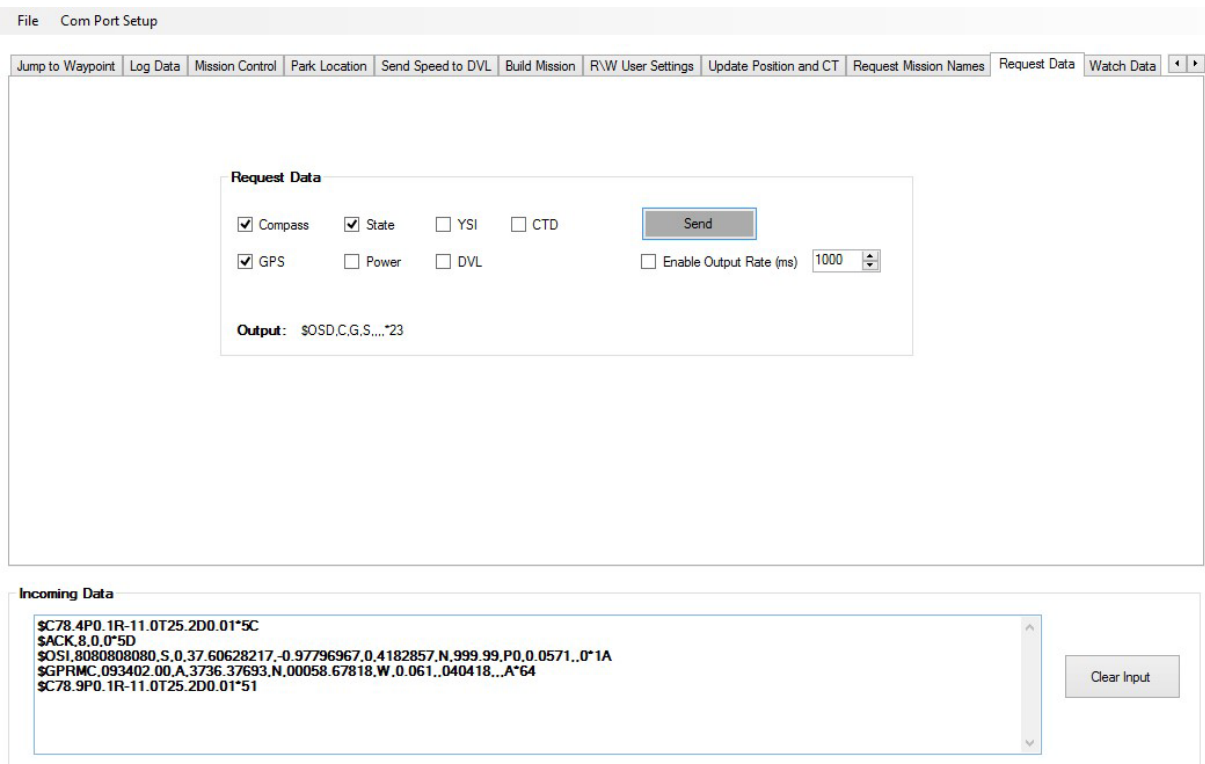 File Com Port Setup
Jump to Waypoint Log Data Mission Control Park Location Send Speed to DVL Build Mission R\W User Settings Update Position and CT Request Mission Names Request Data Watch Data
Request Data
Compass State YSI CTD Send
GPS Power DVL Enable Output Rate (ms) 1000
Output: $OSD,C,G,S,,,,*23
Incoming Data
$C78.4P0.1R-11.0T25.2D0.01*5C
$ACK,8,0,0*5D
$OSI,8080808080,S,0,37.60628217,-0.97796967,0,4182857,N,999.99,P0,0.0571,,0*1A
$GPRMC,093402.00,A,3736.37693,N,00058.67818,W,0.061,,040418,,,A*64
$C78.9P0.1R-11.0T25.2D0.01*51
Clear Input